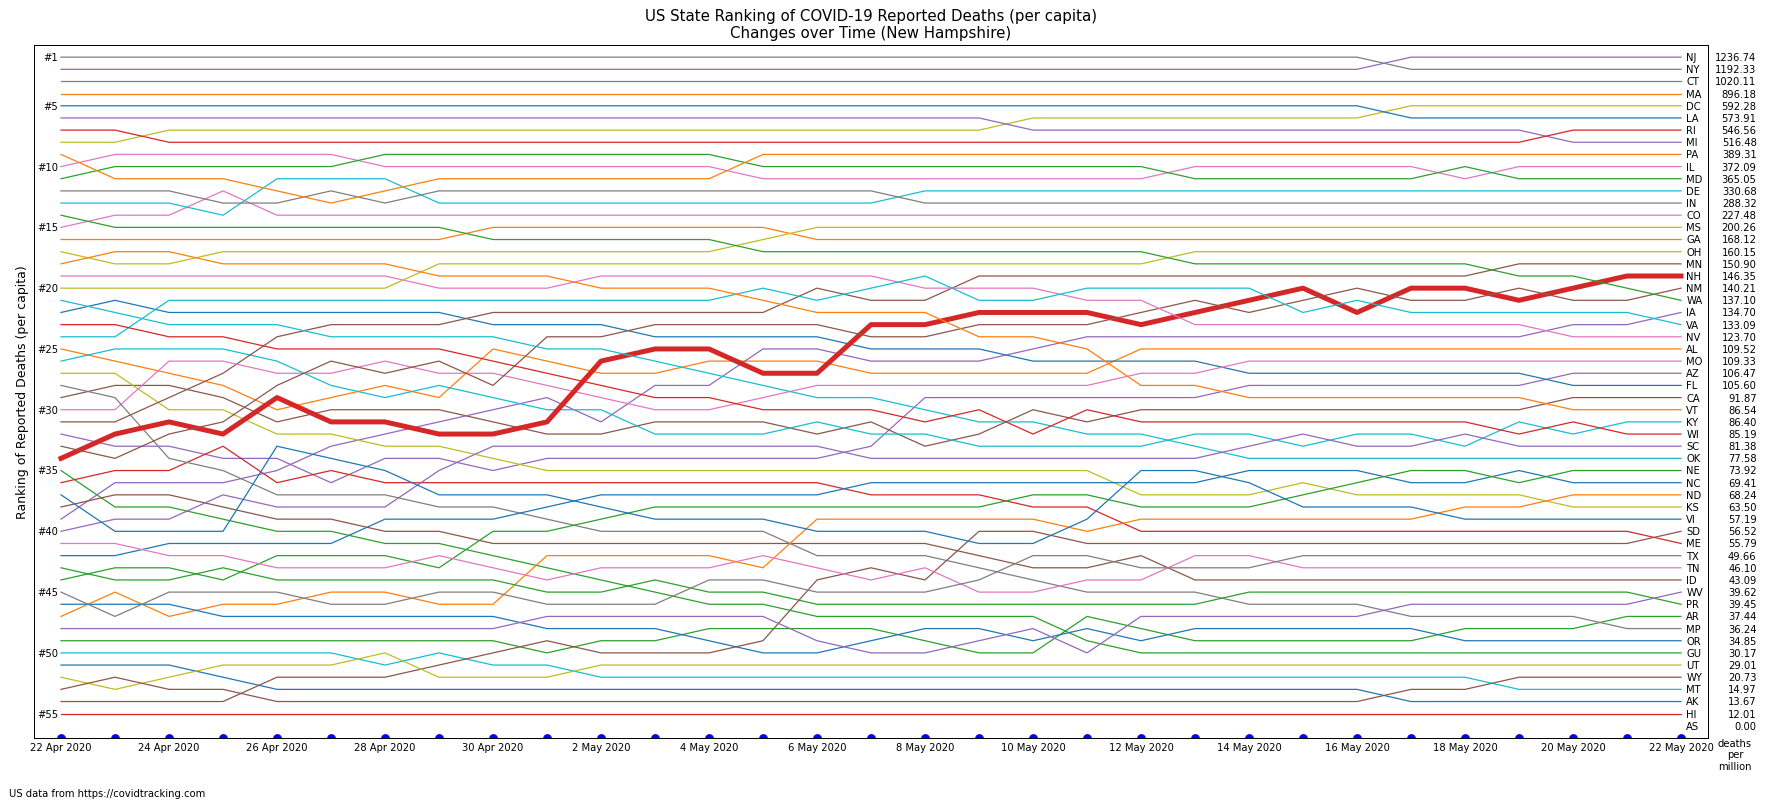 US State Ranking of COVID-19 Reported Deaths (per capita)
Changes over Time (New Hampshire)
Ranking of Reported Deaths (per capita)
#1
#5
#10
#15
#20
#25
#30
#35
#40
#45
#50
#55
NJ 1236.74
NY 1192.33
CT 1020.11
MA 896.18
DC 592.28
LA 573.91
RI 546.56
MI 516.48
PA 389.31
IL 372.09
MD 365.05
DE 330.68
IN 288.32
CO 227.48
MS 200.26
GA 168.12
OH 160.15
MN 150.90
NH 146.35
NM 140.21
WA 137.10
IA 134.70
VA 133.09
NV 123.70
AL 109.52
MO 109.33
AZ 106.47
FL 105.60
CA 91.87
VT 86.54
KY 86.40
WI 85.19
SC 81.38
OK 77.58
NE 73.92
NC 69.41
ND 68.24
KS 63.50
VI 57.19
SD 56.52
ME 55.79
TX 49.66
TN 46.10
ID 43.09
WV 39.62
PR 39.45
AR 37.44
MP 36.24
OR 34.85
GU 30.17
UT 29.01
WY 20.73
MT 14.97
AK 13.67
HI 12.01
AS 0.00
22 Apr 2020 24 Apr 2020 26 Apr 2020 28 Apr 2020 30 Apr 2020 2 May 2020 4 May 2020 6 May 2020 8 May 2020 10 May 2020 12 May 2020 14 May 2020 16 May 2020 18 May 2020 20 May 2020 22 May 2020
deaths
per
million
US data from https://covidtracking.com